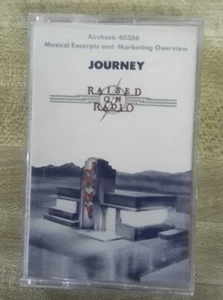 Aircheck 40386
Musical Excerpts and Marketing Overview
JOURNEY
RAISED
ON
RADIO